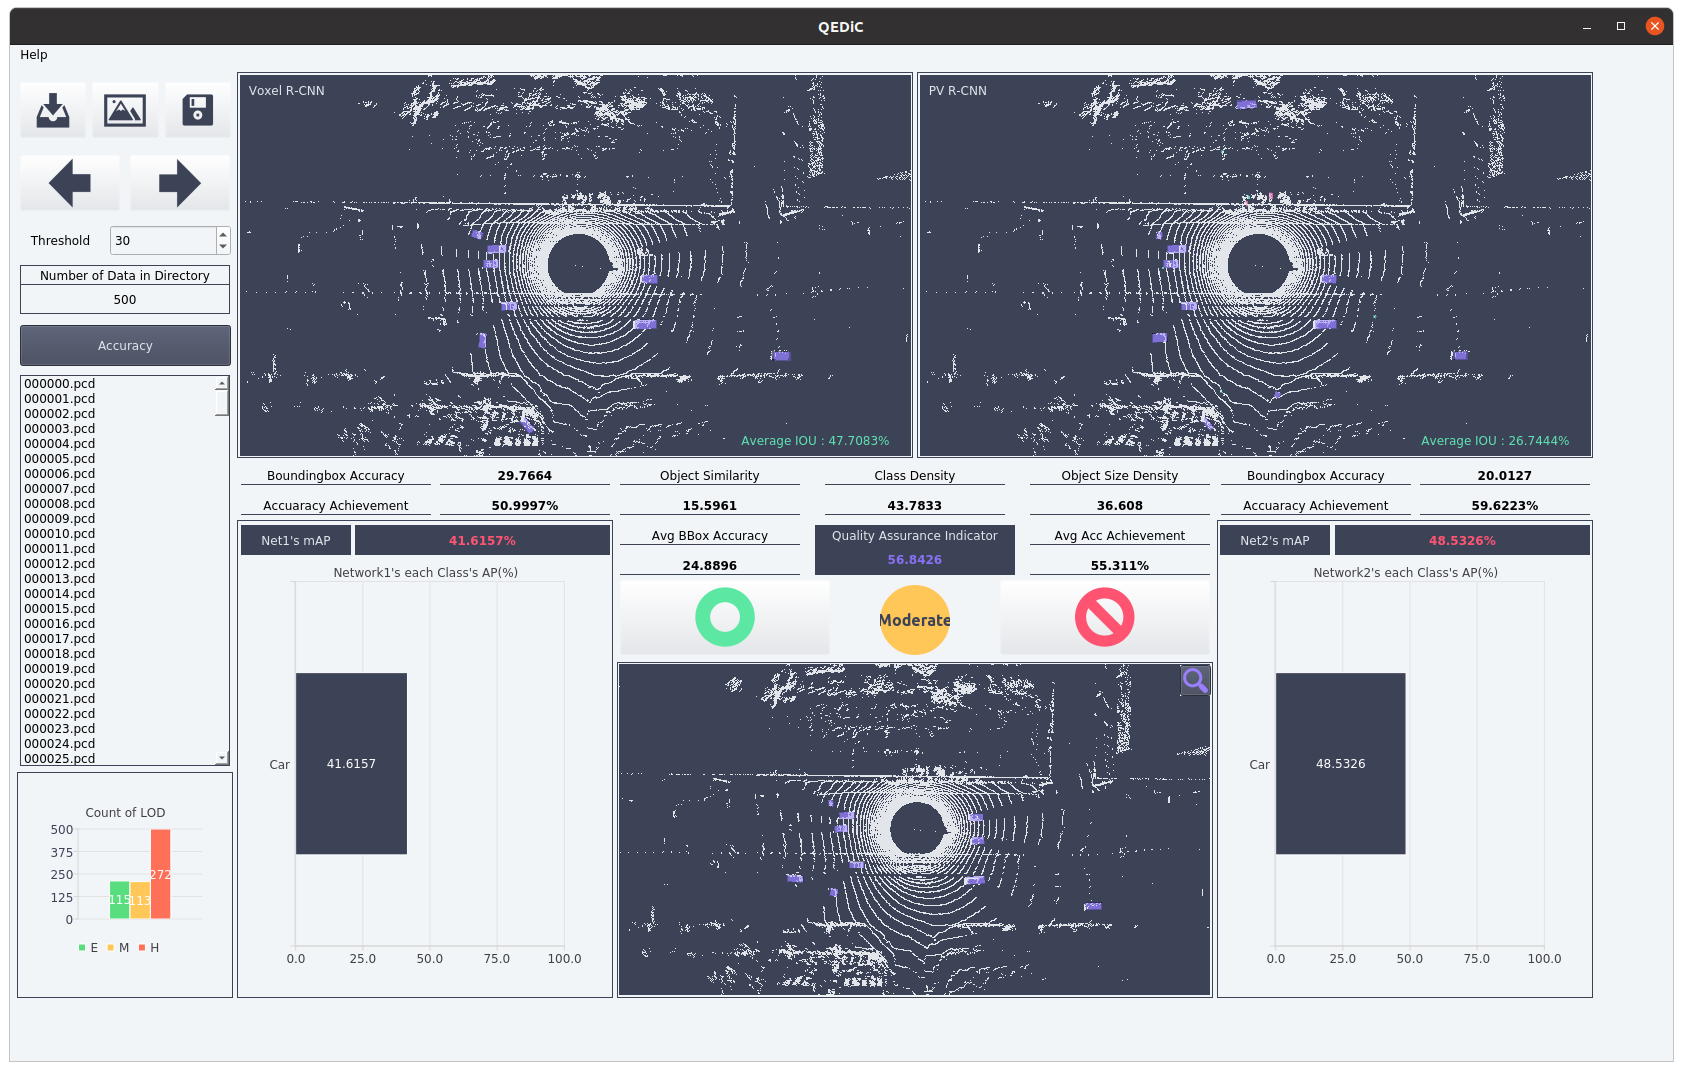 QEDiC
Help
Threshold
30
Number of Data in Directory
500
Accuracy
000000.pcd
000001.pcd
000002.pcd
000003.pcd
000004.pcd
000005.pcd
000006.pcd
000007.pcd
000008.pcd
000009.pcd
000010.pcd
000011.pcd
000012.pcd
000013.pcd
000014.pcd
000015.pcd
000016.pcd
000017.pcd
000018.pcd
000019.pcd
000020.pcd
000021.pcd
000022.pcd
000023.pcd
000024.pcd
000025.pcd
Count of LOD
500
375
250
125
0
115
113
272
E M H
Voxel R-CNN
Average IOU : 47.7083%
PV R-CNN
Average IOU : 26.7444%
Boundingbox Accuracy 29.7664
Accuaracy Achievement 50.9997%
Object Similarity
15.5961
Class Density
43.7833
Object Size Density
36.608
Boundingbox Accuracy 20.0127
Accuaracy Achievement 59.6223%
Net1's mAP 41.6157%
Network1's each Class's AP(%)
Car
41.6157
0.0 25.0 50.0 75.0 100.0
Avg BBox Accuracy
24.8896
Quality Assurance Indicator
56.8426
Avg Acc Achievement
55.311%
Moderate
Net2's mAP 48.5326%
Network2's each Class's AP(%)
Car
48.5326
0.0 25.0 50.0 75.0 100.0